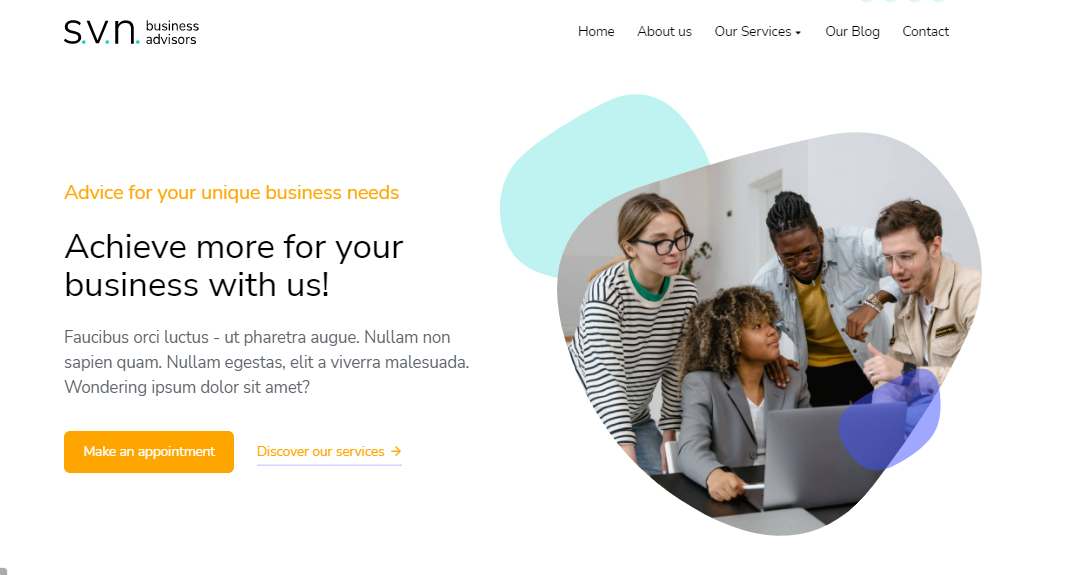 s.v.n. business advisors
Home About us Our Services Our Blog Contact
Advice for your unique business needs
Achieve more for your
business with us!
Faucibus orci luctus - ut pharetra augue. Nullam non
sapien quam. Nullam egestas, elit a viverra malesuada.
Wondering ipsum dolor sit amet?
Make an appointment Discover our services →